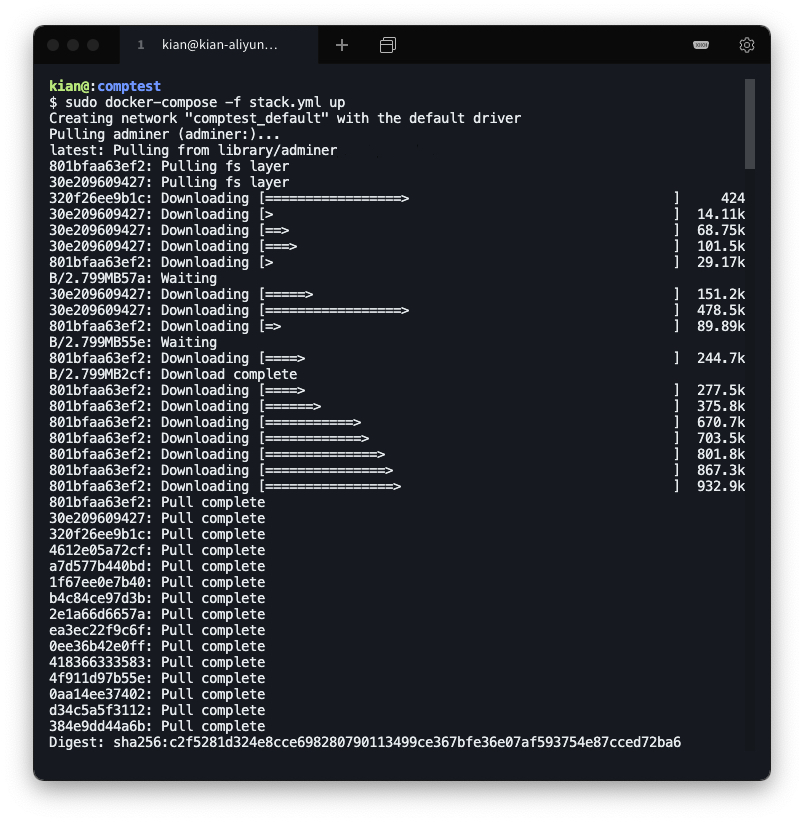 1 kian@kian-aliyun...
kian@:comptest
$ sudo docker-compose -f stack.yml up
Creating network "comptest_default" with the default driver
Pulling adminer (adminer:)...
latest: Pulling from library/adminer
801bfaa63ef2: Pulling fs layer
30e209609427: Pulling fs layer
320f26ee9b1c: Downloading [=================>                                 ]     424
30e209609427: Downloading [>                                                  ]  14.11k
30e209609427: Downloading [==>                                                ]  68.75k
30e209609427: Downloading [===>                                               ]  101.5k
801bfaa63ef2: Downloading [>                                                  ]  29.17k
B/2.799MB57a: Waiting
30e209609427: Downloading [=====>                                             ]  151.2k
30e209609427: Downloading [=================>                                 ]  478.5k
801bfaa63ef2: Downloading [=>                                                 ]  89.89k
B/2.799MB55e: Waiting
801bfaa63ef2: Downloading [====>                                              ]  244.7k
B/2.799MB2cf: Download complete
801bfaa63ef2: Downloading [====>                                              ]  277.5k
801bfaa63ef2: Downloading [======>                                            ]  375.8k
801bfaa63ef2: Downloading [===========>                                       ]  670.7k
801bfaa63ef2: Downloading [============>                                      ]  703.5k
801bfaa63ef2: Downloading [==============>                                    ]  801.8k
801bfaa63ef2: Downloading [===============>                                   ]  867.3k
801bfaa63ef2: Downloading [================>                                  ]  932.9k
801bfaa63ef2: Pull complete
30e209609427: Pull complete
320f26ee9b1c: Pull complete
4612e05a72cf: Pull complete
a7d577b440bd: Pull complete
1f67ee0e7b40: Pull complete
b4c84ce97d3b: Pull complete
2e1a66d6657a: Pull complete
ea3ec22f9c6f: Pull complete
0ee36b42e0ff: Pull complete
418366333583: Pull complete
4f911d97b55e: Pull complete
0aa14ee37402: Pull complete
d34c5a5f3112: Pull complete
384e9dd44a6b: Pull complete
Digest: sha256:c2f5281d324e8cce698280790113499ce367bfe36e07af593754e87cced72ba6